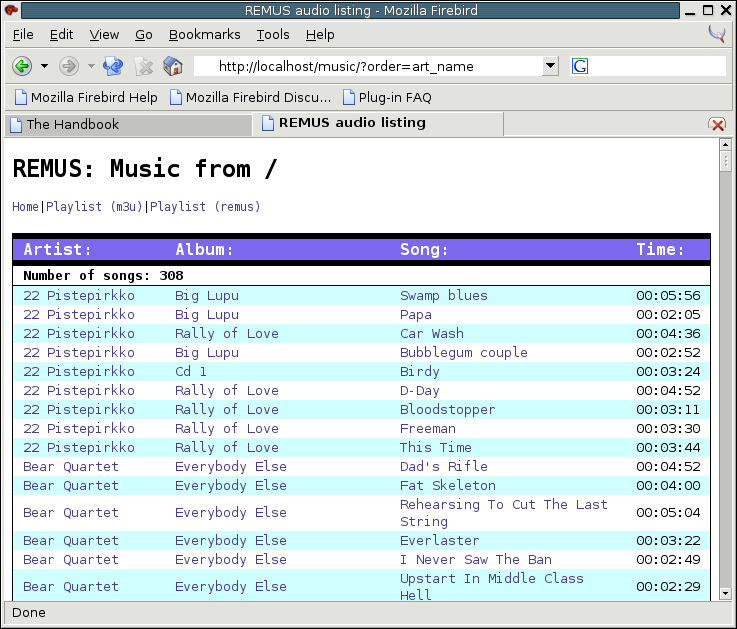 REMUS audio listing - Mozilla Firebird
File Edit View Go Bookmarks Tools Help
http://localhost/music/?order=art_name G
Mozilla Firebird Help Mozilla Firebird Discu... Plug-in FAQ
The Handbook REMUS audio listing
REMUS: Music from /
Home|Playlist (m3u)|Playlist (remus)
Artist: Album: Song: Time:
Number of songs: 308
22 Pistepirkko Big Lupu Swamp blues 00:05:56
22 Pistepirkko Big Lupu Papa 00:02:05
22 Pistepirkko Rally of Love Car Wash 00:04:36
22 Pistepirkko Big Lupu Bubblegum couple 00:02:52
22 Pistepirkko Cd 1 Birdy 00:03:24
22 Pistepirkko Rally of Love D-Day 00:04:52
22 Pistepirkko Rally of Love Bloodstopper 00:03:11
22 Pistepirkko Rally of Love Freeman 00:03:30
22 Pistepirkko Rally of Love This Time 00:03:44
Bear Quartet Everybody Else Dad's Rifle 00:04:52
Bear Quartet Everybody Else Fat Skeleton 00:04:00
Bear Quartet Everybody Else Rehearsing To Cut The Last
String 00:05:04
Bear Quartet Everybody Else Everlaster 00:03:22
Bear Quartet Everybody Else I Never Saw The Ban 00:02:49
Bear Quartet Everybody Else Upstart In Middle Class
Hell 00:02:29
Done